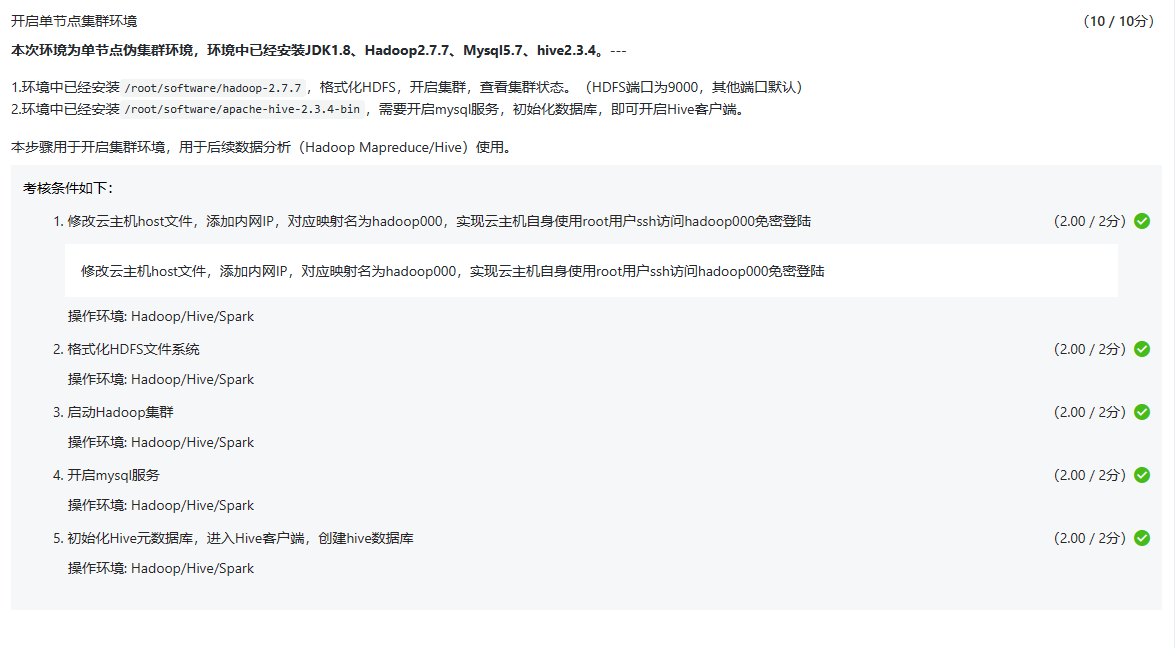 开启单节点集群环境
（10 / 10分）
本次环境为单节点伪集群环境，环境中已经安装JDK1.8、Hadoop2.7.7、Mysql5.7、hive2.3.4。---
1.环境中已经安装 /root/software/hadoop-2.7.7 ，格式化HDFS，开启集群，查看集群状态。（HDFS端口为9000，其他端口默认）
2.环境中已经安装 /root/software/apache-hive-2.3.4-bin ，需要开启mysql服务，初始化数据库，即可开启Hive客户端。
本步骤用于开启集群环境，用于后续数据分析（Hadoop Mapreduce/Hive）使用。
考核条件如下：
1. 修改云主机host文件，添加内网IP，对应映射名为hadoop000，实现云主机自身使用root用户ssh访问hadoop000免密登陆
（2.00 / 2分）
修改云主机host文件，添加内网IP，对应映射名为hadoop000，实现云主机自身使用root用户ssh访问hadoop000免密登陆
操作环境: Hadoop/Hive/Spark
2. 格式化HDFS文件系统
（2.00 / 2分）
操作环境: Hadoop/Hive/Spark
3. 启动Hadoop集群
（2.00 / 2分）
操作环境: Hadoop/Hive/Spark
4. 开启mysql服务
（2.00 / 2分）
操作环境: Hadoop/Hive/Spark
5. 初始化Hive元数据库，进入Hive客户端，创建hive数据库
（2.00 / 2分）
操作环境: Hadoop/Hive/Spark